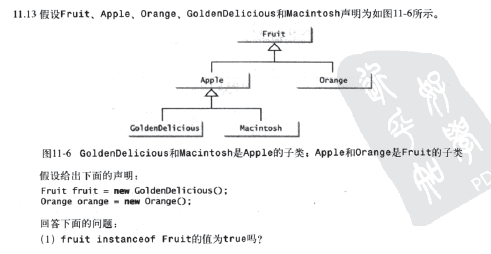 11.13 假设Fruit、Apple、Orange、GoldenDelicious和Macintosh声明为如图11-6所示。
Fruit
Apple
Orange
GoldenDelicious
Macintosh
图11-6 GoldenDelicious和Macintosh是Apple的子类；Apple和Orange是Fruit的子类
假设给出下面的声明：
Fruit fruit = new GoldenDelicious();
Orange orange = new Orange();
回答下面的问题：
(1) fruit instanceof Fruit的值为true吗?
PD